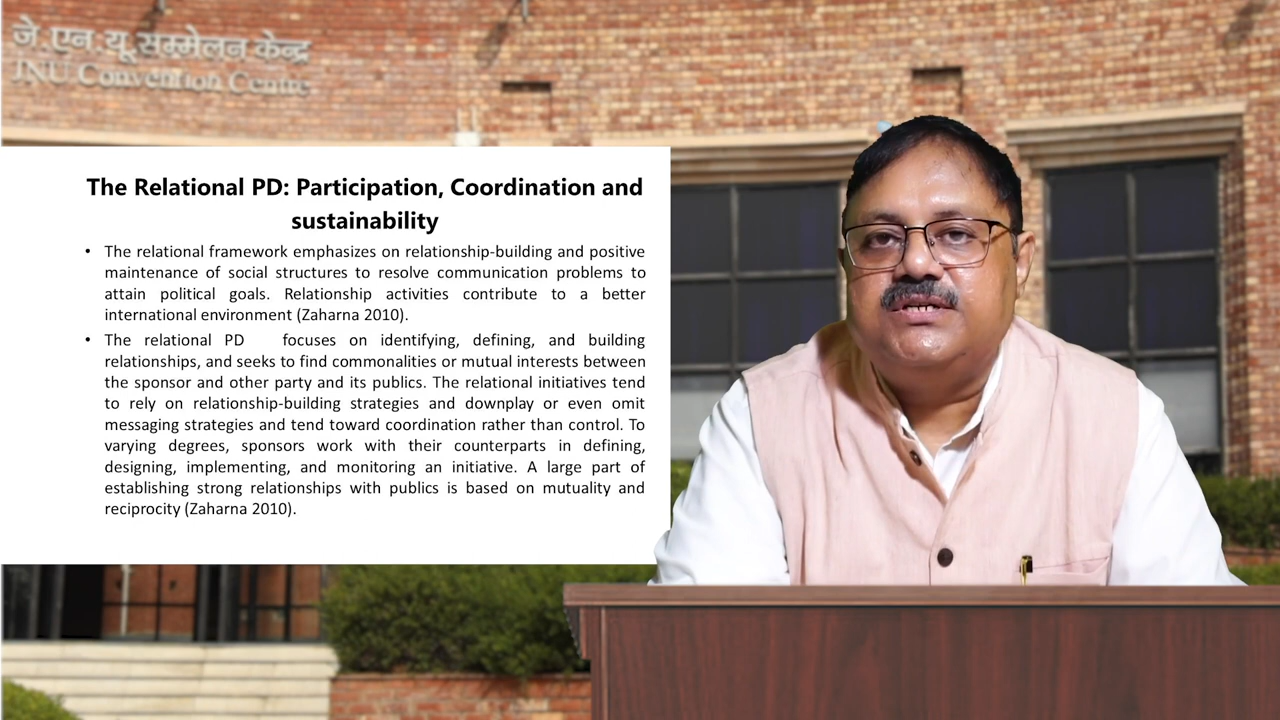 जे.एन.यू.सम्मेलन केन्द्र
JNU Convention Centre
The Relational PD: Participation, Coordination and
sustainability
• The relational framework emphasizes on relationship-building and positive
maintenance of social structures to resolve communication problems to
attain political goals. Relationship activities contribute to a better
international environment (Zaharna 2010).
• The relational PD focuses on identifying, defining, and building
relationships, and seeks to find commonalities or mutual interests between
the sponsor and other party and its publics. The relational initiatives tend
to rely on relationship-building strategies and downplay or even omit
messaging strategies and tend toward coordination rather than control. To
varying degrees, sponsors work with their counterparts in defining,
designing, implementing, and monitoring an initiative. A large part of
establishing strong relationships with publics is based on mutuality and
reciprocity (Zaharna 2010).